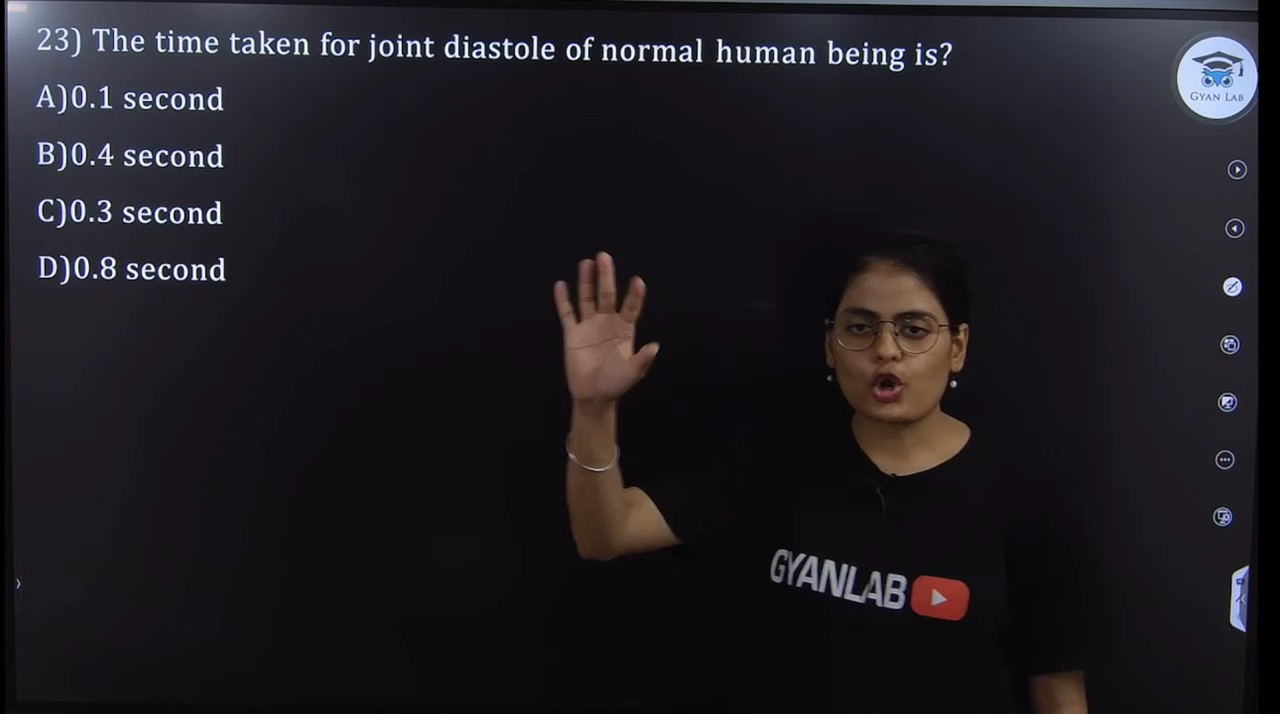 23) The time taken for joint diastole of normal human being is?
A)0.1 second
B)0.4 second
C)0.3 second
D)0.8 second
GYAN LAB
GYANLAB